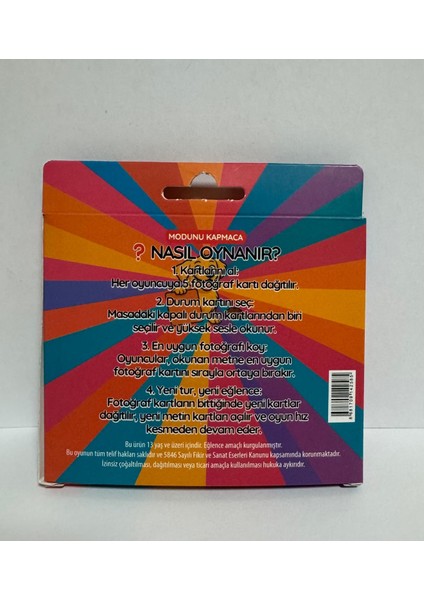 MODUNU KAPMACA
? NASIL OYNANIR?
1. Kartlarını al:
Her oyuncuya 5 fotoğraf kartı dağıtılır.
2. Durum kartını seç:
Masadaki kapalı durum kartlarından biri
seçilir ve yüksek sesle okunur.
3. En uygun fotoğrafı koy:
Oyuncular, okunan metne en uygun
fotoğraf kartını sırayla ortaya bırakır.
4. Yeni tur, yeni eğlence:
Fotoğraf kartların bittiğinde yeni kartlar
dağıtılır, yeni metin kartları açılır ve oyun hız
kesmeden devam eder.
Bu ürün 13 yaş ve üzeri içindir. Eğlence amaçlı kurgulanmıştır.
Bu oyunun tüm telif hakları saklıdır ve 5846 Sayılı Fikir ve Sanat Eserleri Kanunu kapsamında korunmaktadır.
İzinsiz çoğaltılması, dağıtılması veya ticari amaçla kullanılması hukuka aykırıdır.